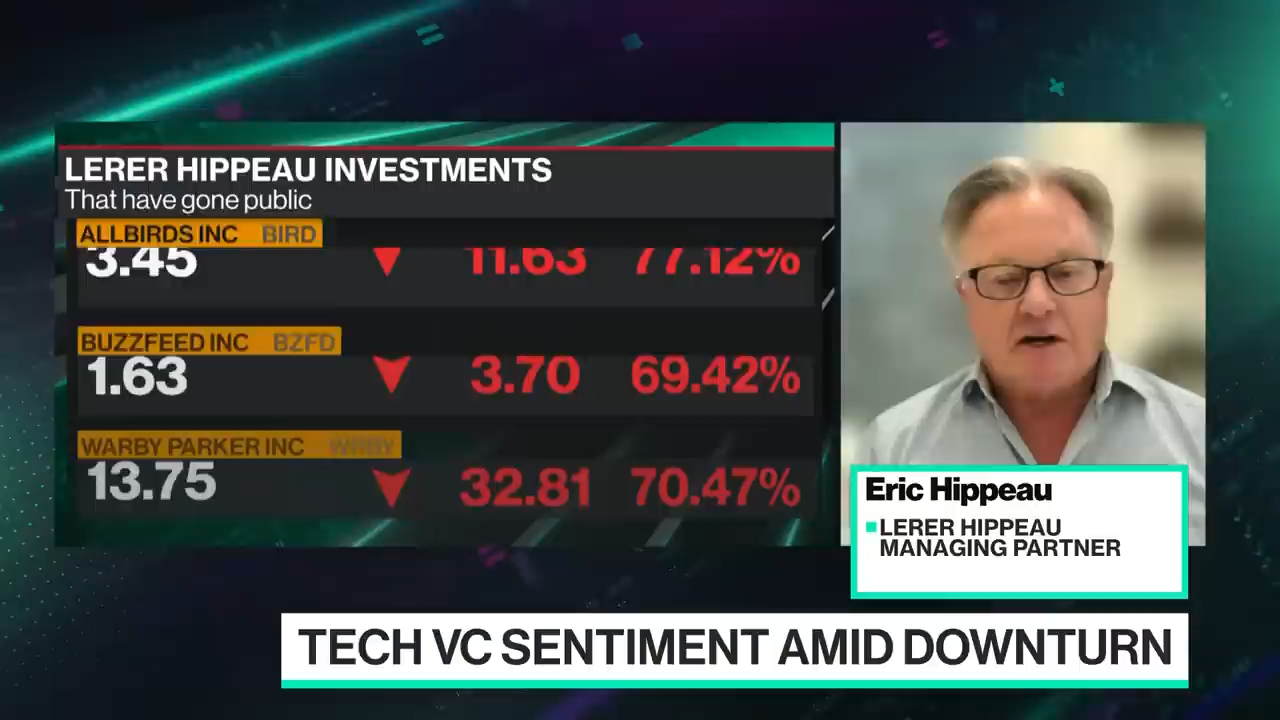 LERER HIPPEAU INVESTMENTS
That have gone public
ALLBIRDS INC BIRD
3.45 11.63 77.12%
BUZZFEED INC BZFD
1.63 3.70 69.42%
WARBY PARKER INC WRBY
13.75 32.81 70.47%
Eric Hippeau
LERER HIPPEAU
MANAGING PARTNER
TECH VC SENTIMENT AMID DOWNTURN